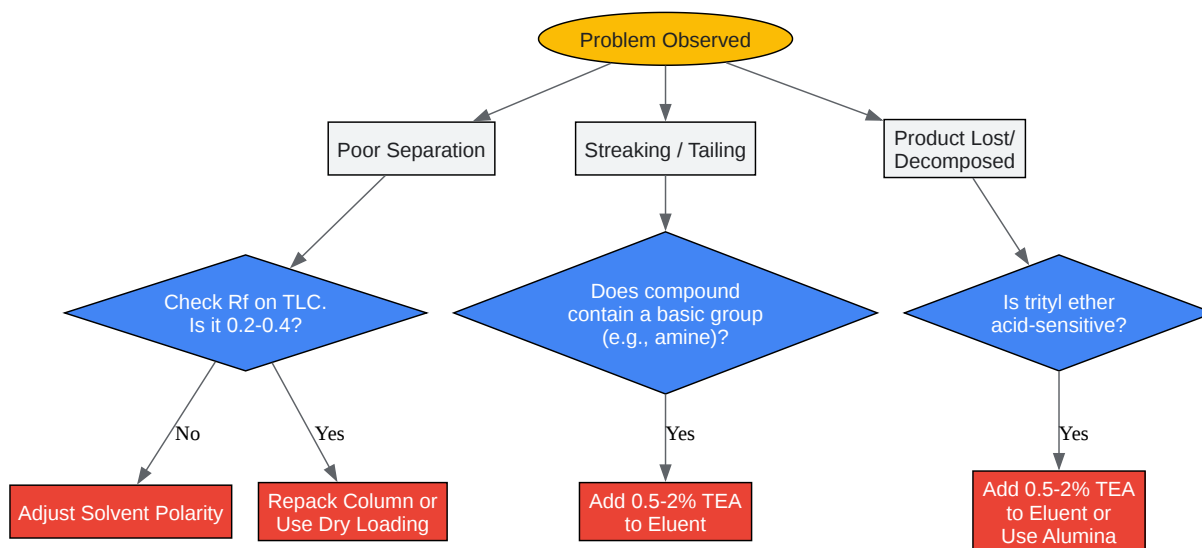 Problem Observed
Poor Separation
Streaking / Tailing
Product Lost/
Decomposed
Check Rf on TLC.
Is it 0.2-0.4?
Does compound
contain a basic group
(e.g., amine)?
Is trityl ether
acid-sensitive?
No
Yes
Yes
Yes
Adjust Solvent Polarity
Repack Column or
Use Dry Loading
Add 0.5-2% TEA
to Eluent
Add 0.5-2% TEA
to Eluent or
Use Alumina